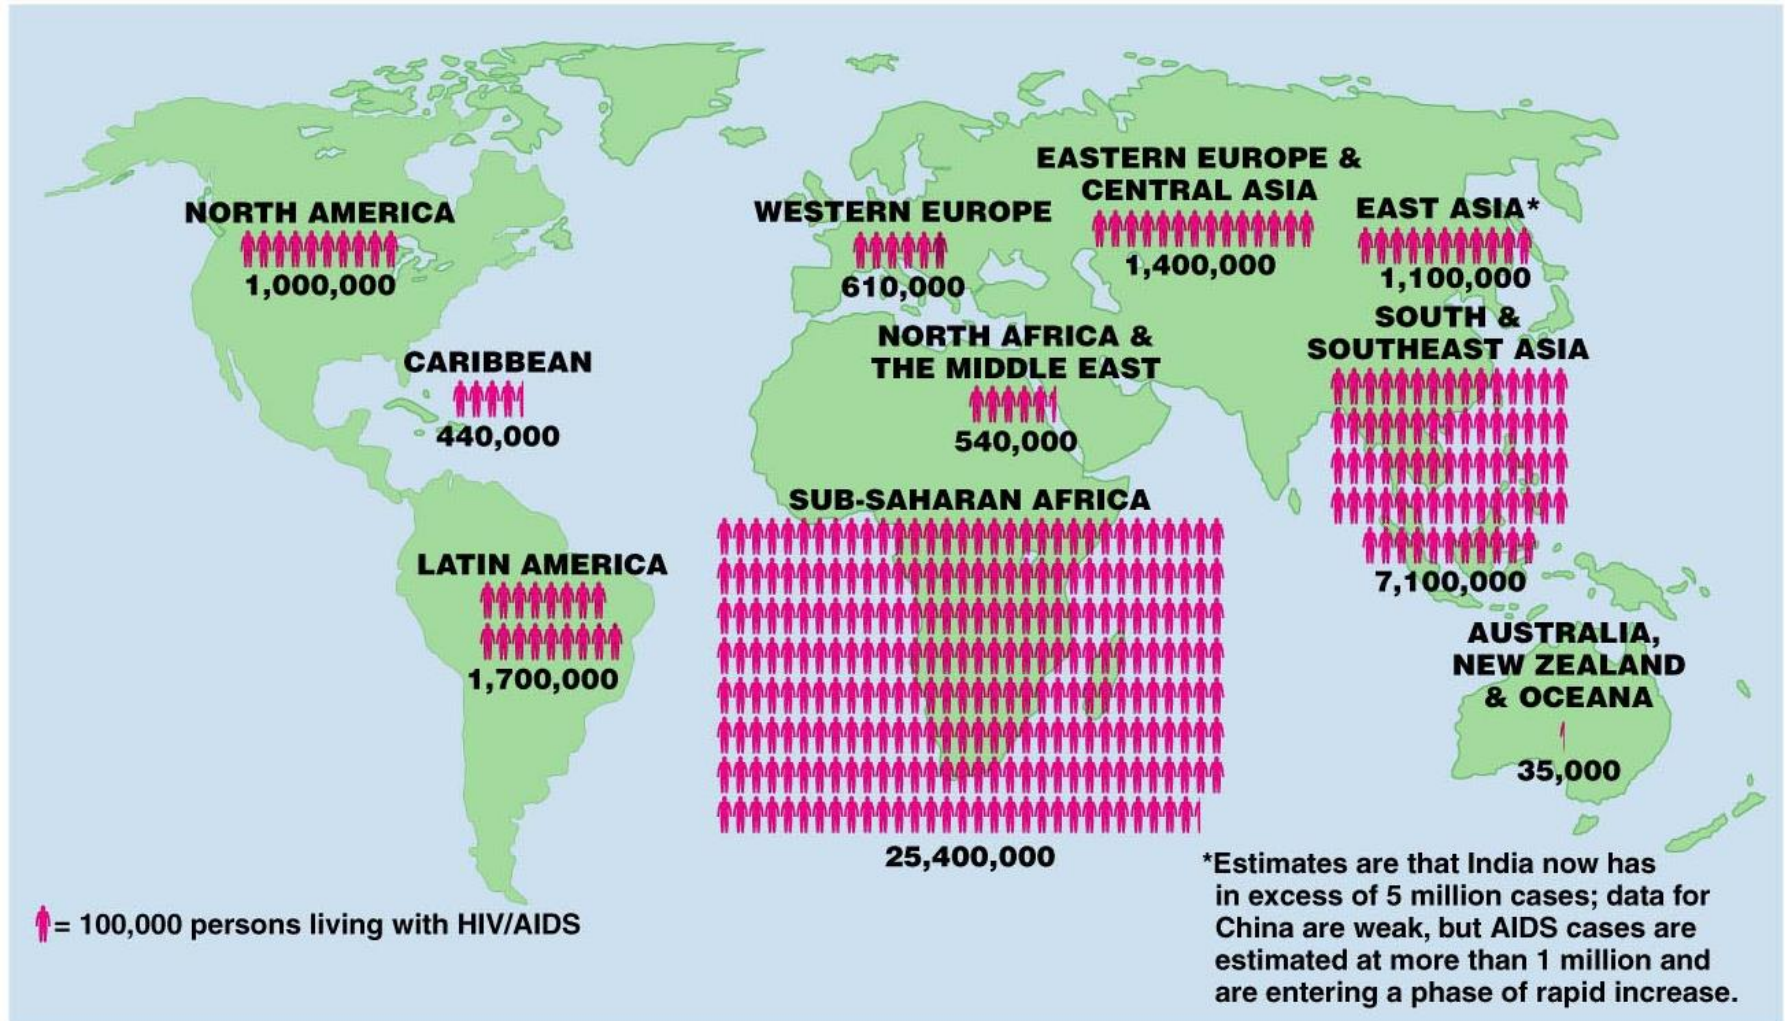 NORTH AMERICA
1,000,000
CARIBBEAN
440,000
LATIN AMERICA
1,700,000
WESTERN EUROPE
610,000
EASTERN EUROPE &
CENTRAL ASIA
1,400,000
EAST ASIA*
1,100,000
NORTH AFRICA &
THE MIDDLE EAST
540,000
SOUTH &
SOUTHEAST ASIA
7,100,000
SUB-SAHARAN AFRICA
25,400,000
AUSTRALIA,
NEW ZEALAND
& OCEANA
35,000
= 100,000 persons living with HIV/AIDS
*Estimates are that India now has
in excess of 5 million cases; data for
China are weak, but AIDS cases are
estimated at more than 1 million and
are entering a phase of rapid increase.